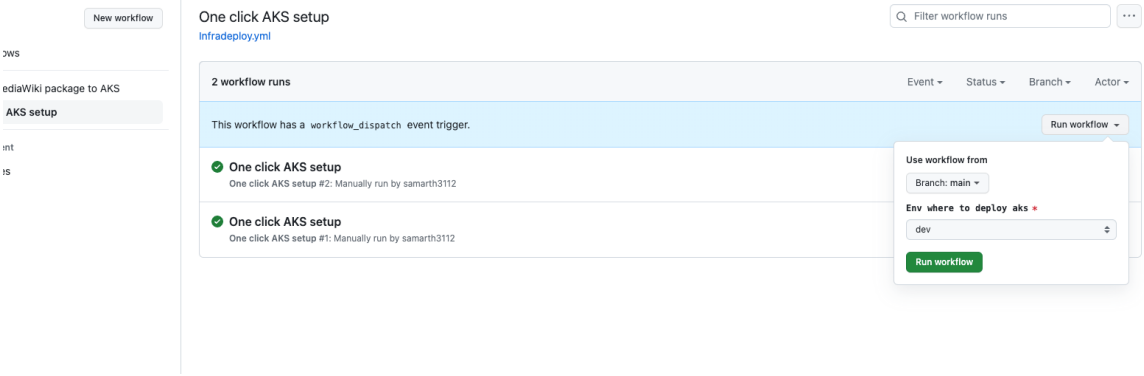 New workflow
ows
ediaWiki package to AKS
AKS setup
ent
es
One click AKS setup
Infradeploy.yml
Filter workflow runs
2 workflow runs
Event
Status
Branch
Actor
This workflow has a workflow_dispatch event trigger.
Run workflow
One click AKS setup
One click AKS setup #2: Manually run by samarth3112
One click AKS setup
One click AKS setup #1: Manually run by samarth3112
Use workflow from
Branch: main
Env where to deploy aks *
dev
Run workflow